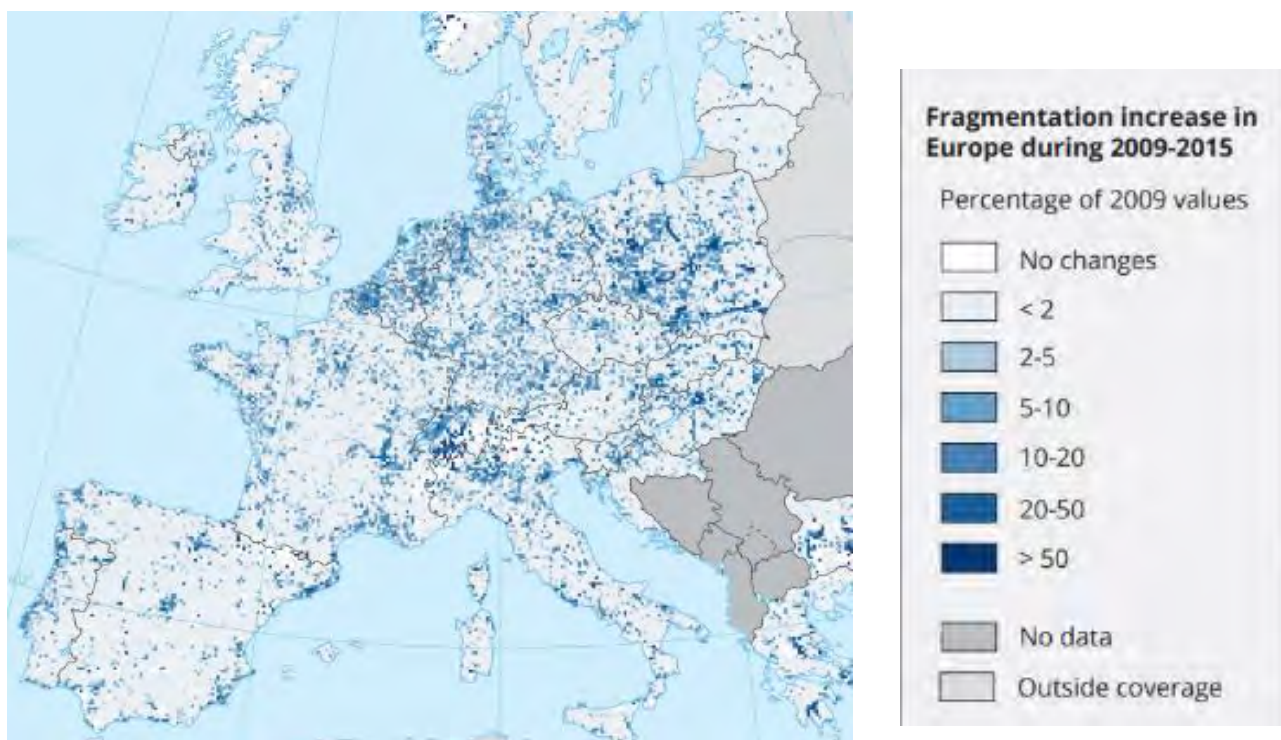 Fragmentation increase in
Europe during 2009-2015
Percentage of 2009 values
No changes
< 2
2-5
5-10
10-20
20-50
> 50
No data
Outside coverage